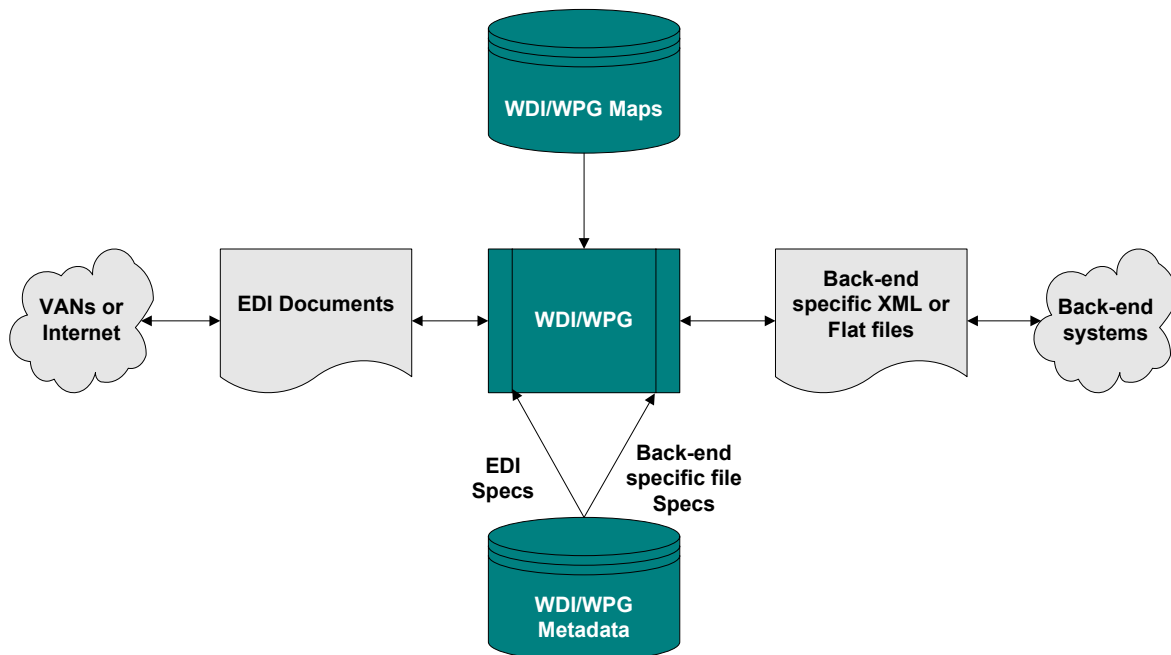 WDI/WPG Maps
VANs or
Internet
EDI Documents
WDI/WPG
Back-end
specific XML or
Flat files
Back-end
systems
EDI
Specs
Back-end
specific file
Specs
WDI/WPG
Metadata